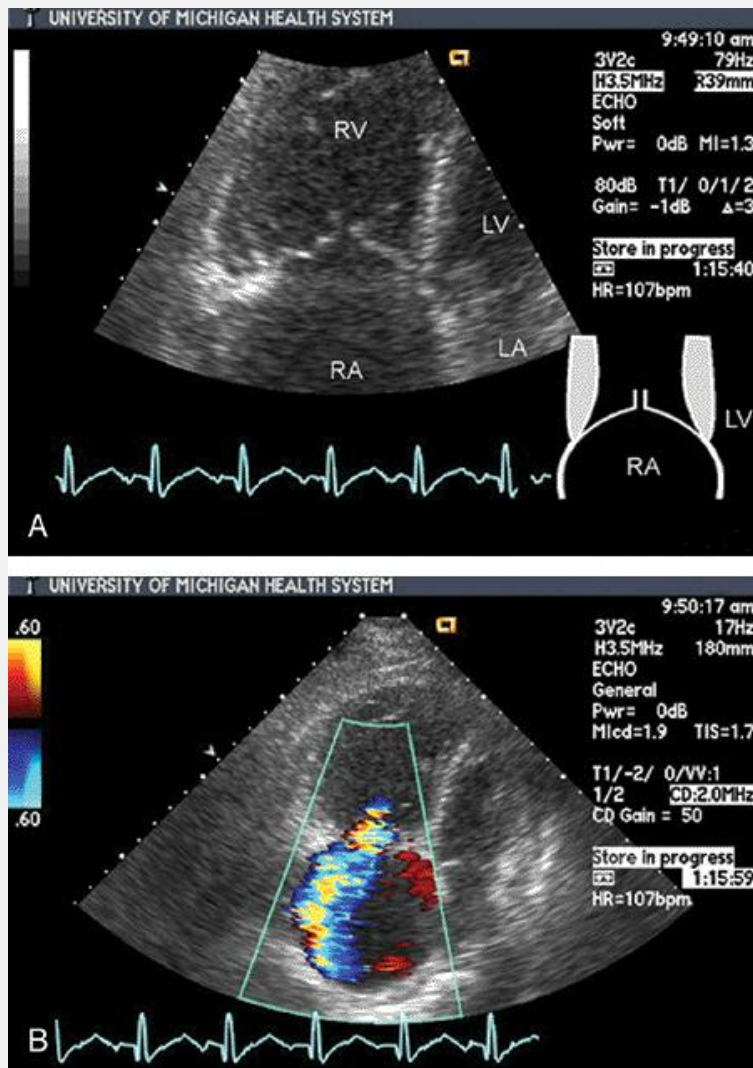 UNIVERSITY OF MICHIGAN HEALTH SYSTEM
9:49:10 am
3V2c 79Hz
H3.5MHz R39mm
ECHO
Soft
Pwr= 0dB MI=1.3
80dB T1/ 0/1/2
Gain= -1dB Δ=3
Store in progress
1:15:40
HR=107bpm
RV
LV
RA
LA
LV
RA
A
UNIVERSITY OF MICHIGAN HEALTH SYSTEM
9:50:17 am
3V2c 17Hz
H3.5MHz 180mm
ECHO
General
Pwr= 0dB
MIcd=1.9 TIS=1.7
T1/-2/ 0/VV:1
1/2 CD:2.0MHz
CD Gain = 50
Store in progress
1:15:59
HR=107bpm
.60
.60
B